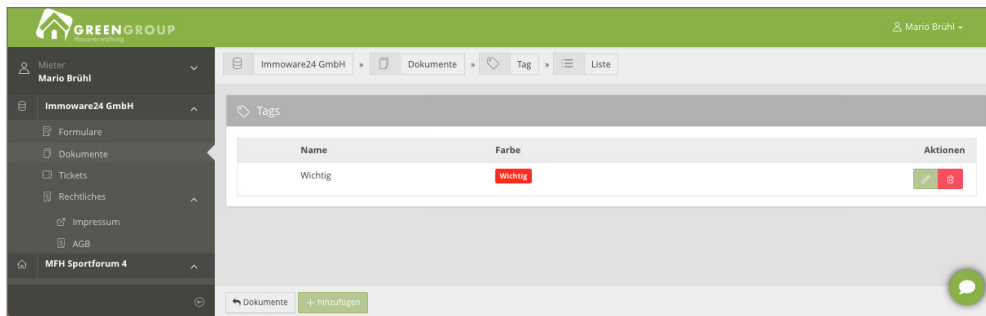 GREENGROUP
Hausverwaltung
Mario Brühl
Mieter
Mario Brühl
Immoware24 GmbH
Formulare
Dokumente
Tickets
Rechtliches
Impressum
AGB
MFH Sportforum 4
Immoware24 GmbH » Dokumente » Tag » Liste
Tags
Name Farbe Aktionen
Wichtig Wichtig
Dokumente + hinzufügen